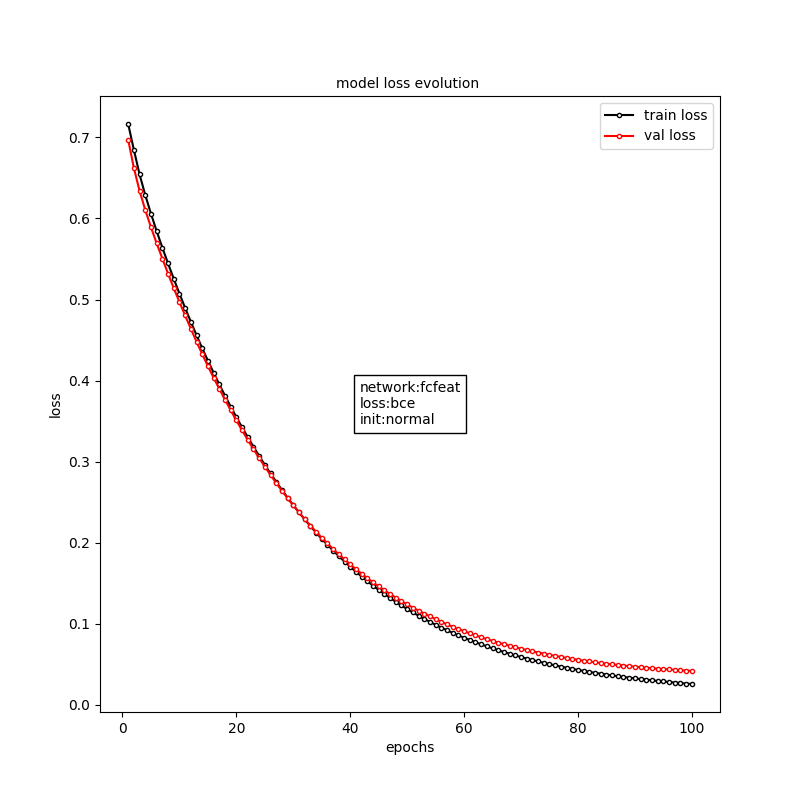 model loss evolution
train loss
val loss
0.7
0.6
0.5
0.4
0.3
0.2
0.1
0.0
loss
network:fcfeat
loss:bce
init:normal
0
20
40
60
80
100
epochs